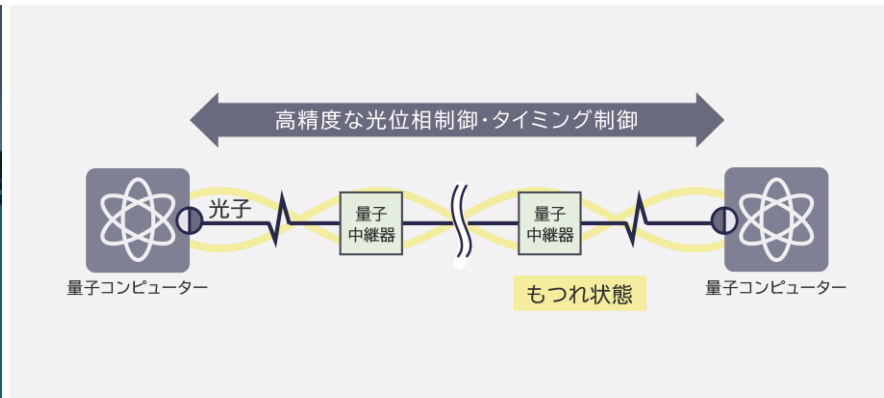 高精度な光位相制御・タイミング制御
光子
量子
中継器
量子
中継器
量子コンピューター
もつれ状態
量子コンピューター